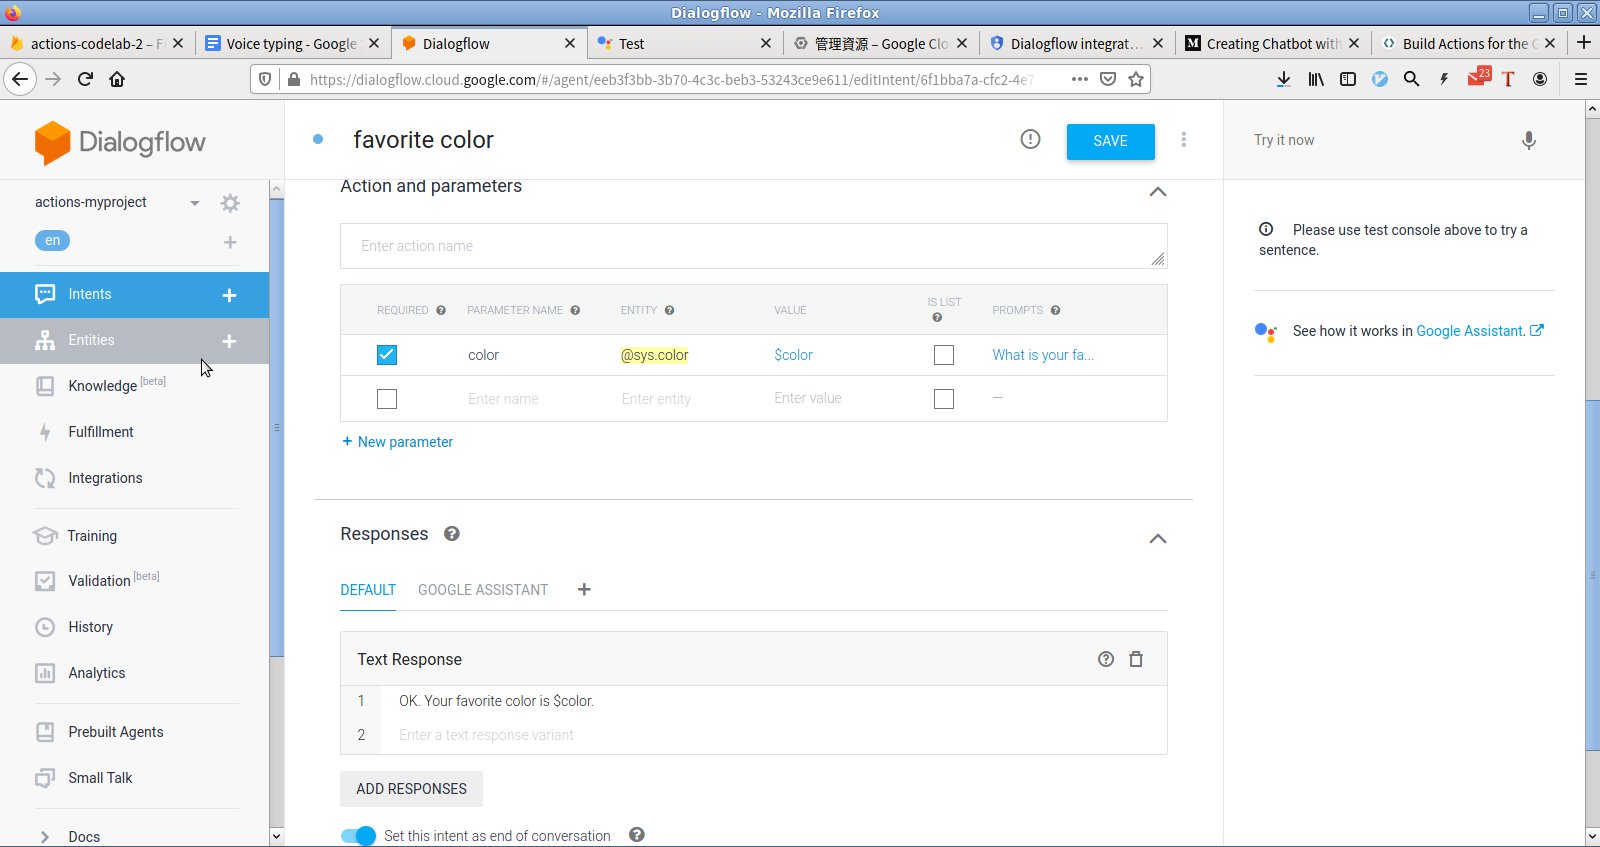 Dialogflow - Mozilla Firefox
actions-codelab-2 – F
Voice typing - Google
Dialogflow
Test
管理資源 – Google Clo
Dialogflow integrat…
Creating Chatbot with
Build Actions for the G
https://dialogflow.cloud.google.com/#/agent/eeb3f3bb-3b70-4c3c-beb3-53243ce9e611/editIntent/6f1bba7a-cfc2-4e7
23
T
Dialogflow
favorite color
SAVE
Try it now
actions-myproject
en
Intents
Entities
Knowledge [beta]
Fulfillment
Integrations
Training
Validation [beta]
History
Analytics
Prebuilt Agents
Small Talk
Docs
Action and parameters
Enter action name
REQUIRED PARAMETER NAME ENTITY VALUE IS LIST PROMPTS
color @sys.color $color What is your fa...
Enter name Enter entity Enter value –
+ New parameter
Responses
DEFAULT GOOGLE ASSISTANT +
Text Response
1 OK. Your favorite color is $color.
2 Enter a text response variant
ADD RESPONSES
Set this intent as end of conversation
Please use test console above to try a
sentence.
See how it works in Google Assistant.